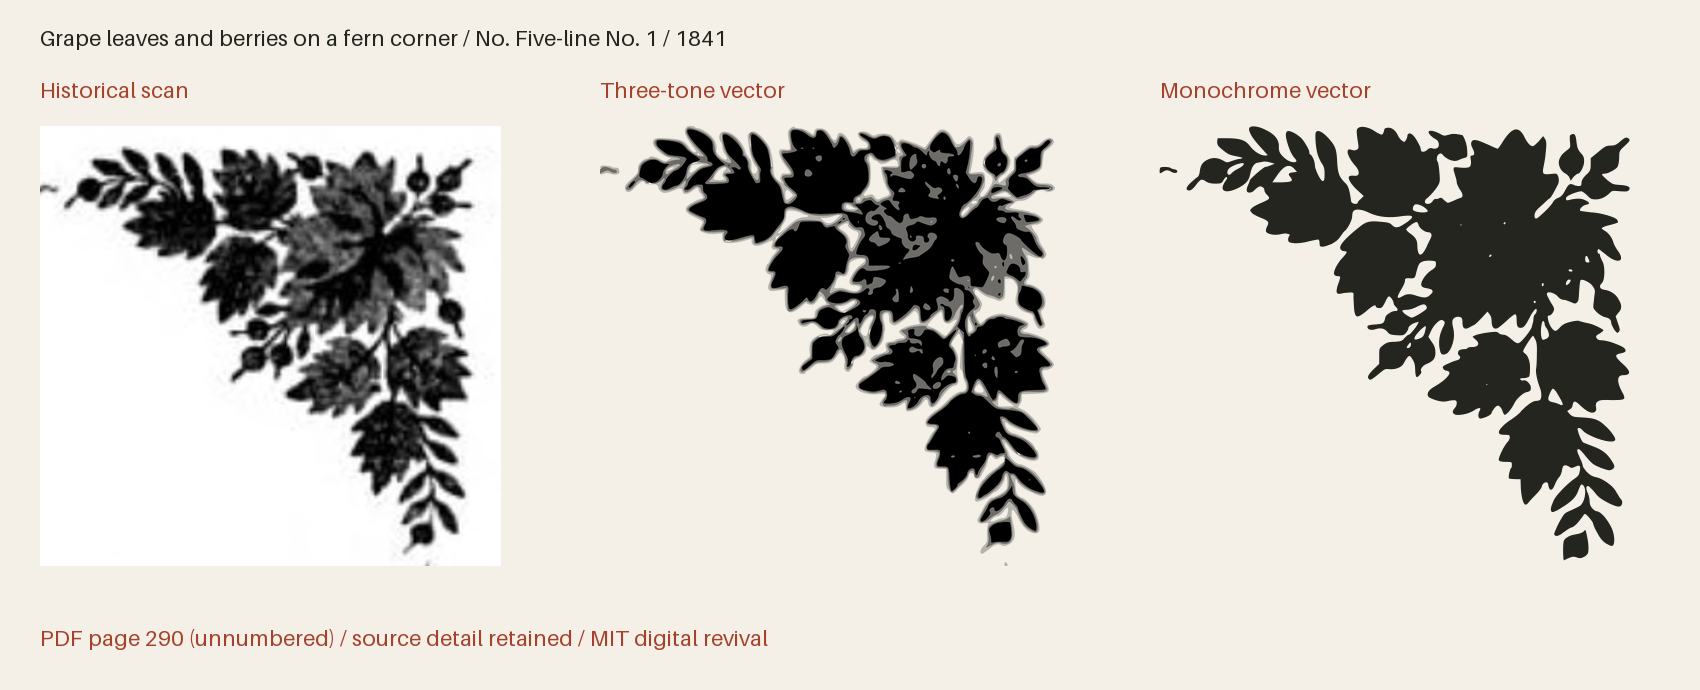 Grape leaves and berries on a fern corner / No. Five-line No. 1 / 1841
Historical scan
Three-tone vector
Monochrome vector
PDF page 290 (unnumbered) / source detail retained / MIT digital revival